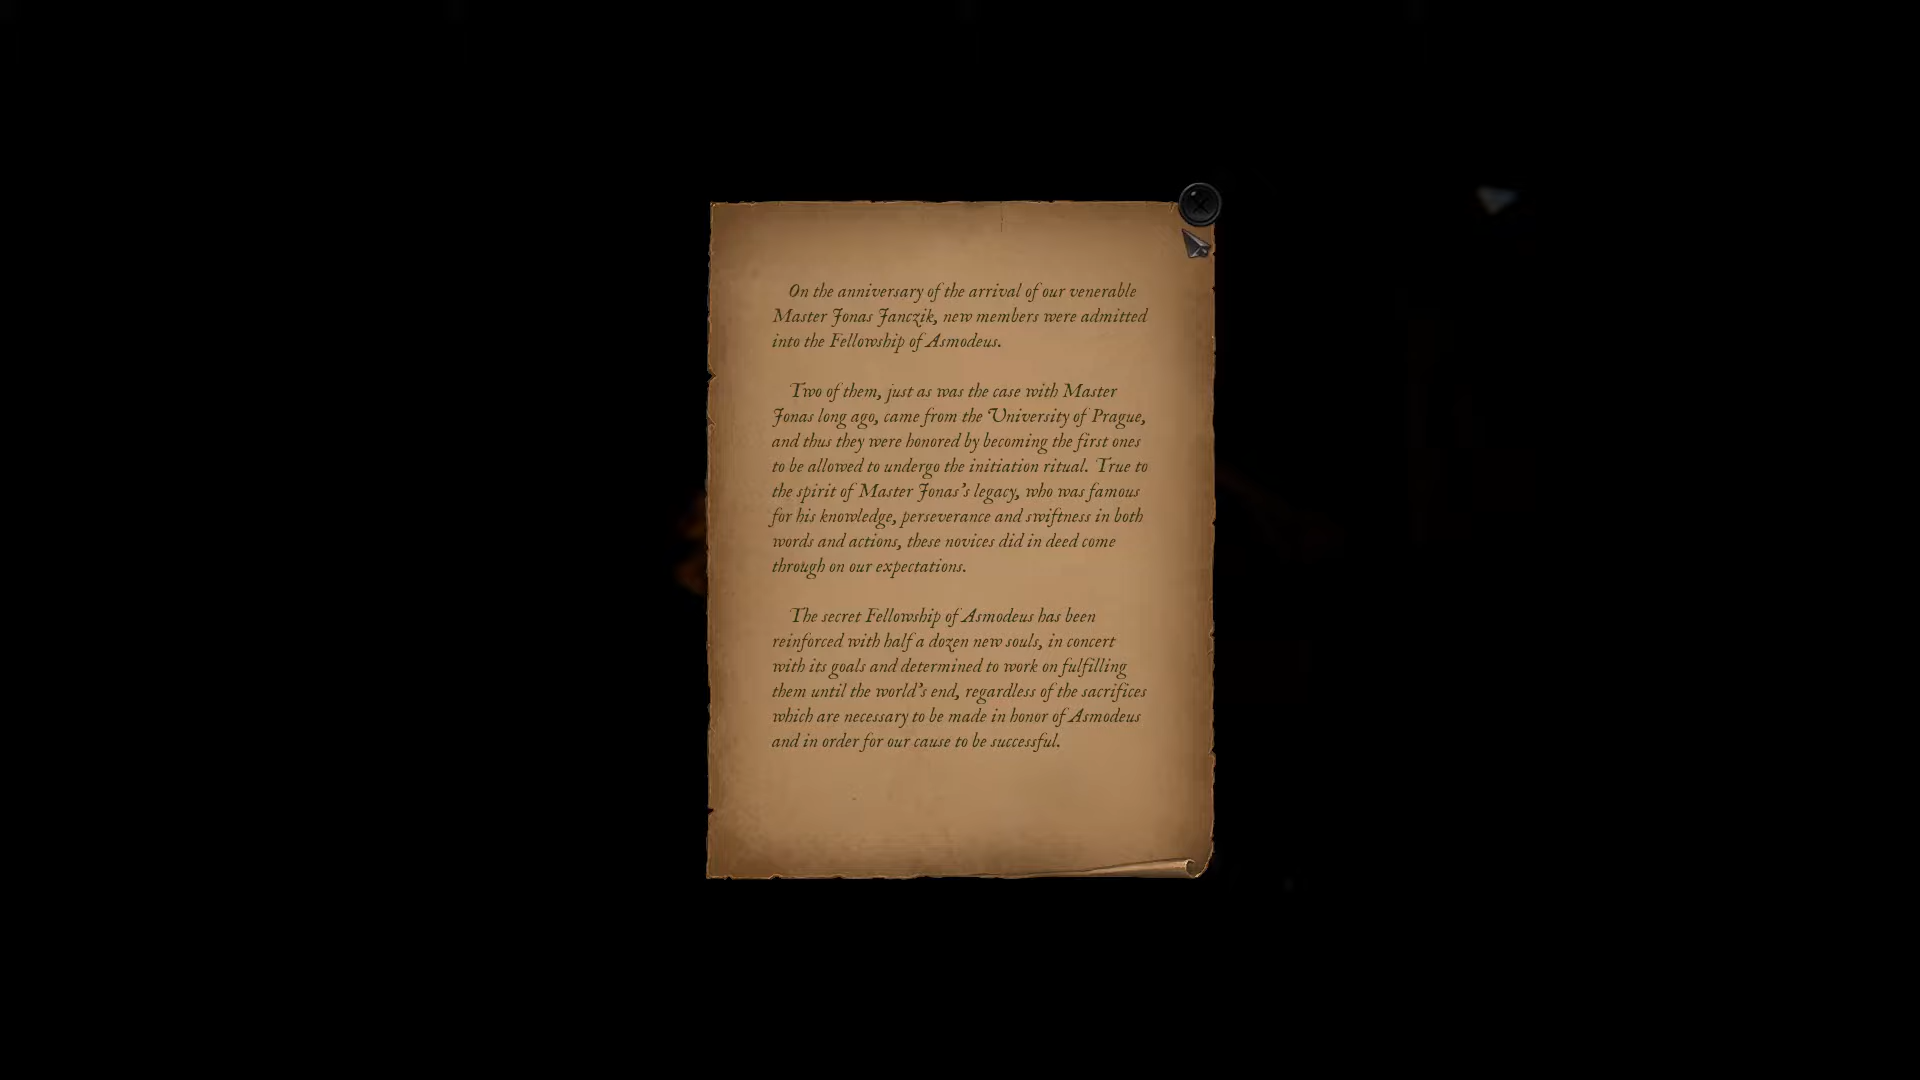 On the anniversary of the arrival of our venerable
Master Jonas Janczik, new members were admitted
into the Fellowship of Asmodeus.
Two of them, just as was the case with Master
Jonas long ago, came from the University of Prague,
and thus they were honored by becoming the first ones
to be allowed to undergo the initiation ritual. True to
the spirit of Master Jonas's legacy, who was famous
for his knowledge, perseverance and swiftness in both
words and actions, these novices did in deed come
through on our expectations.
The secret Fellowship of Asmodeus has been
reinforced with half a dozen new souls, in concert
with its goals and determined to work on fulfilling
them until the world's end, regardless of the sacrifices
which are necessary to be made in honor of Asmodeus
and in order for our cause to be successful.